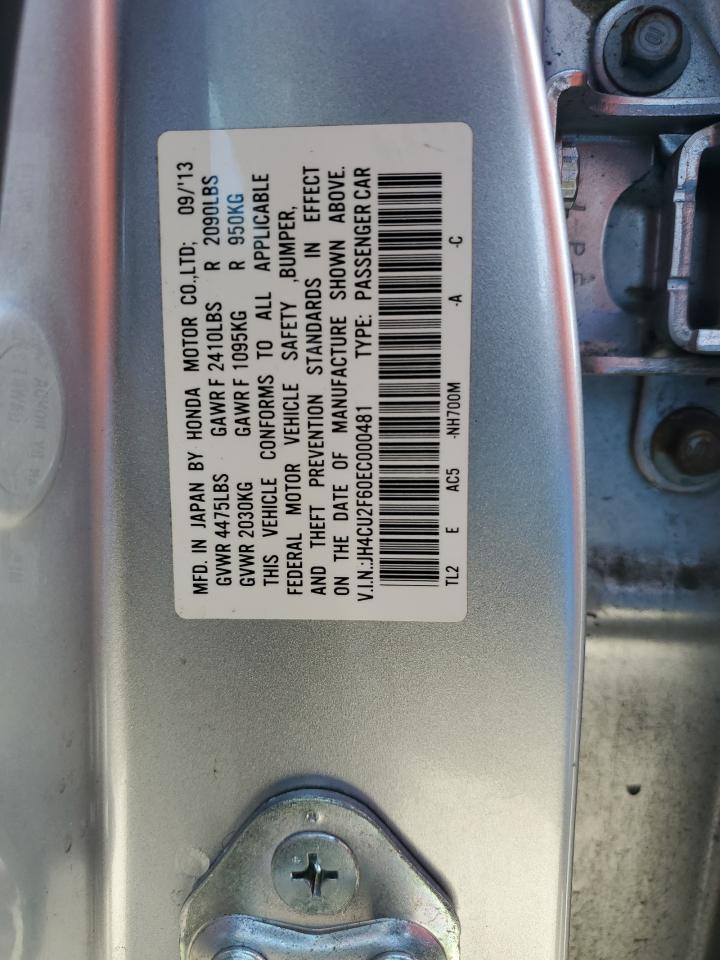 MFD. IN JAPAN BY HONDA MOTOR CO.,LTD; 09/'13
GVWR 4475LBS GAWR F 2410LBS R 2090LBS
GVWR 2030KG GAWR F 1095KG R 950KG
THIS VEHICLE CONFORMS TO ALL APPLICABLE
FEDERAL MOTOR VEHICLE SAFETY ,BUMPER,
AND THEFT PREVENTION STANDARDS IN EFFECT
ON THE DATE OF MANUFACTURE SHOWN ABOVE.
V.I.N.:JH4CU2F60EC000481 TYPE: PASSENGER CAR
TL2 E AC5 -NH700M -A -C